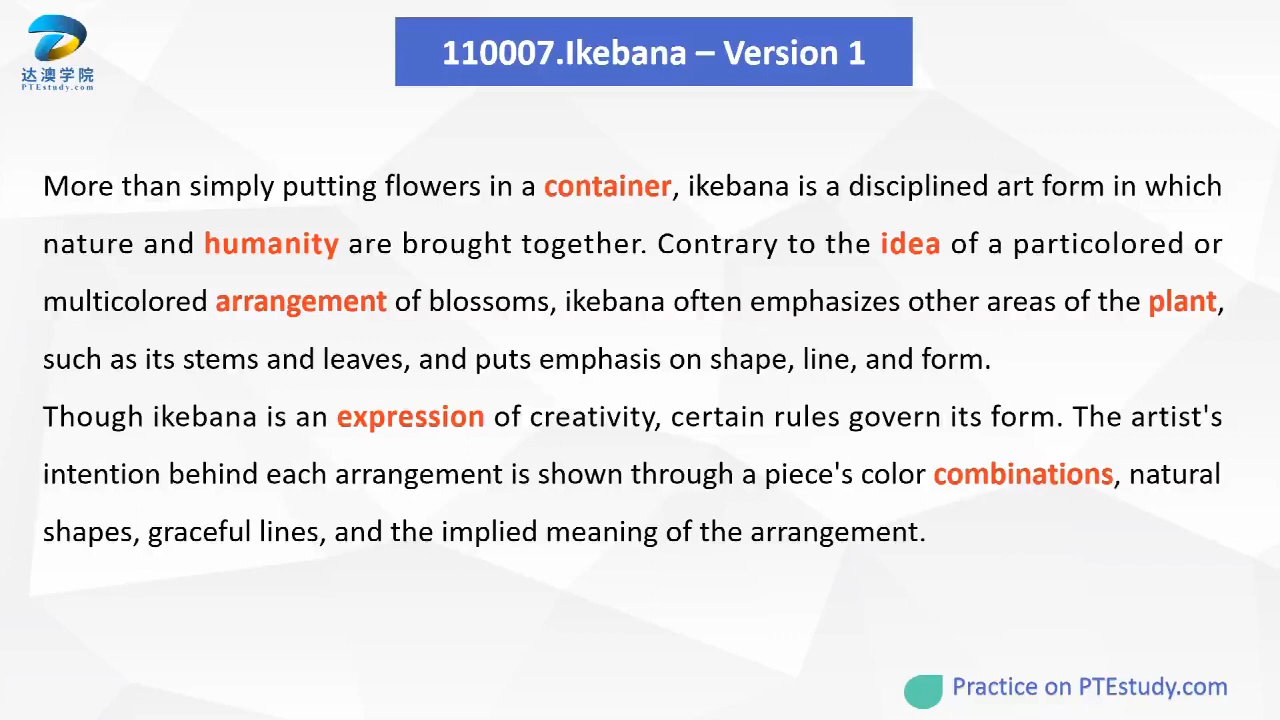 达澳学院
PTEstudy.com
110007.Ikebana – Version 1
More than simply putting flowers in a container, ikebana is a disciplined art form in which
nature and humanity are brought together. Contrary to the idea of a particolored or
multicolored arrangement of blossoms, ikebana often emphasizes other areas of the plant,
such as its stems and leaves, and puts emphasis on shape, line, and form.
Though ikebana is an expression of creativity, certain rules govern its form. The artist's
intention behind each arrangement is shown through a piece's color combinations, natural
shapes, graceful lines, and the implied meaning of the arrangement.
Practice on PTEstudy.com